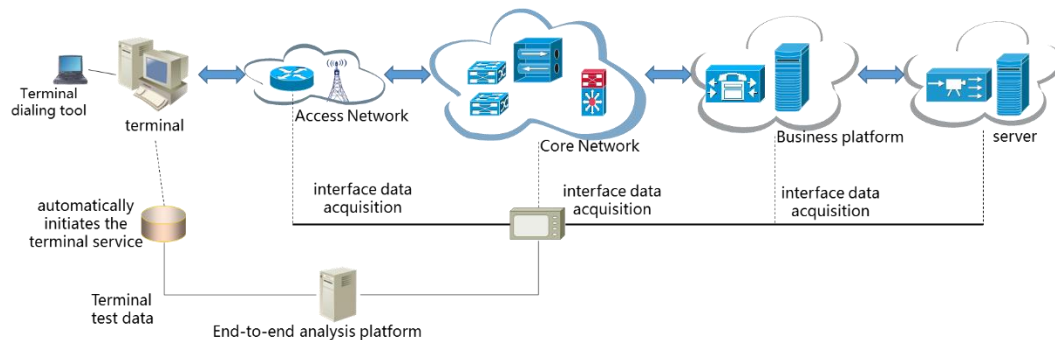 Terminal
dialing tool
terminal
Access Network
Core Network
Business platform
server
interface data
acquisition
interface data
acquisition
interface data
acquisition
automatically
initiates the
terminal service
Terminal
test data
End-to-end analysis platform